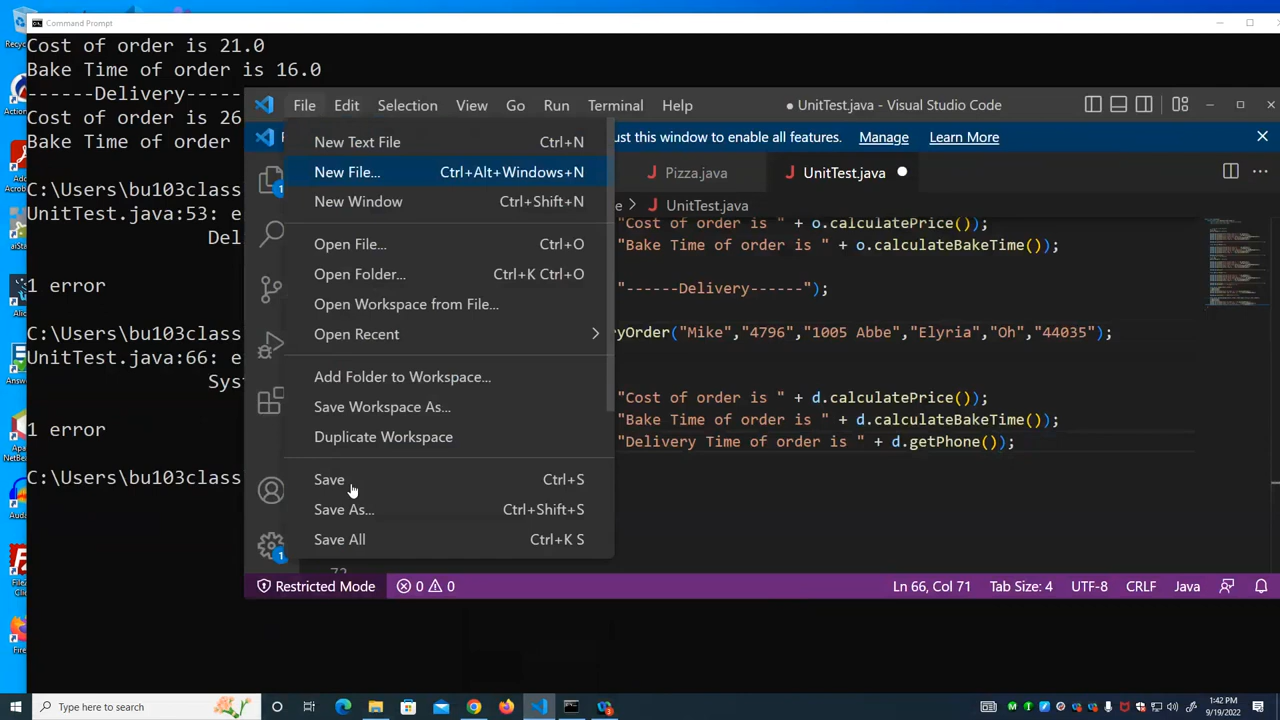 Command Prompt
Cost of order is 21.0
Bake Time of order is 16.0
------Delivery-----
Cost of order is 26
Bake Time of order
C:\Users\bu103class
UnitTest.java:53: e
Del
1 error
C:\Users\bu103class
UnitTest.java:66: e
Syst
1 error
C:\Users\bu103class
File Edit Selection View Go Run Terminal Help
● UnitTest.java - Visual Studio Code
ust this window to enable all features. Manage Learn More
Pizza.java
UnitTest.java
e > UnitTest.java
New Text File Ctrl+N
New File... Ctrl+Alt+Windows+N
New Window Ctrl+Shift+N
Open File... Ctrl+O
Open Folder... Ctrl+K Ctrl+O
Open Workspace from File...
Open Recent
Add Folder to Workspace...
Save Workspace As...
Duplicate Workspace
Save Ctrl+S
Save As... Ctrl+Shift+S
Save All Ctrl+K S
"Cost of order is " + o.calculatePrice());
"Bake Time of order is " + o.calculateBakeTime());
"------Delivery------");
yOrder("Mike","4796","1005 Abbe","Elyria","Oh","44035");
"Cost of order is " + d.calculatePrice());
"Bake Time of order is " + d.calculateBakeTime());
"Delivery Time of order is " + d.getPhone());
72
1
1
Restricted Mode 0 0
Ln 66, Col 71 Tab Size: 4 UTF-8 CRLF Java
Type here to search
1:42 PM
9/19/2022